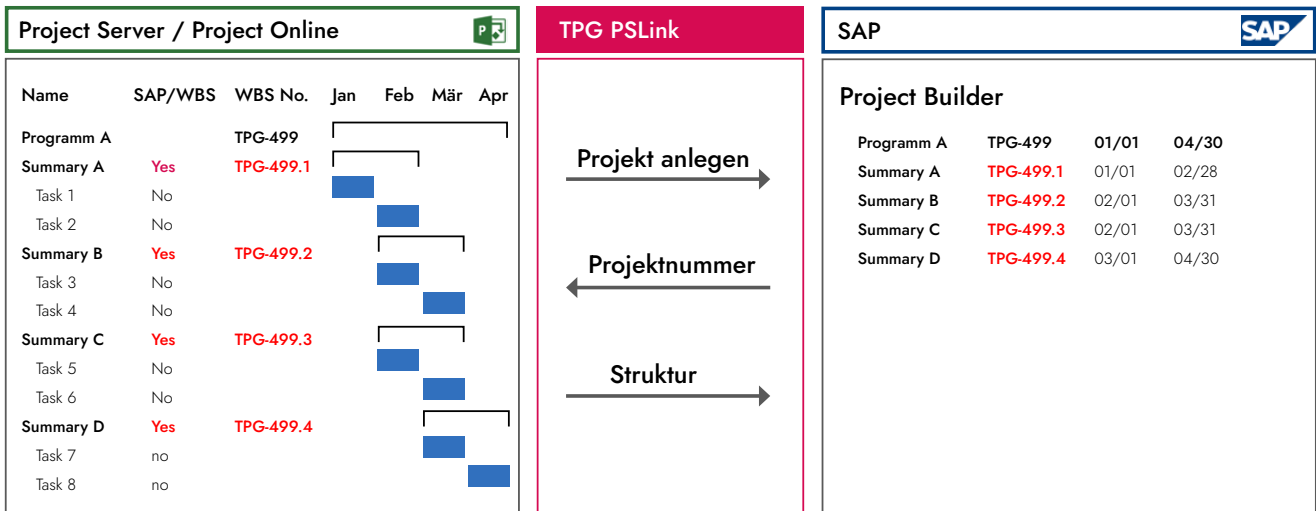 Project Server / Project Online
P
Name SAP/WBS WBS No. Jan Feb Mär Apr
Programm A TPG-499
Summary A Yes TPG-499.1
Task 1 No
Task 2 No
Summary B Yes TPG-499.2
Task 3 No
Task 4 No
Summary C Yes TPG-499.3
Task 5 No
Task 6 No
Summary D Yes TPG-499.4
Task 7 no
Task 8 no
TPG PSLink
Projekt anlegen
Projektnummer
Struktur
SAP
SAP
Project Builder
Programm A TPG-499 01/01 04/30
Summary A TPG-499.1 01/01 02/28
Summary B TPG-499.2 02/01 03/31
Summary C TPG-499.3 02/01 03/31
Summary D TPG-499.4 03/01 04/30